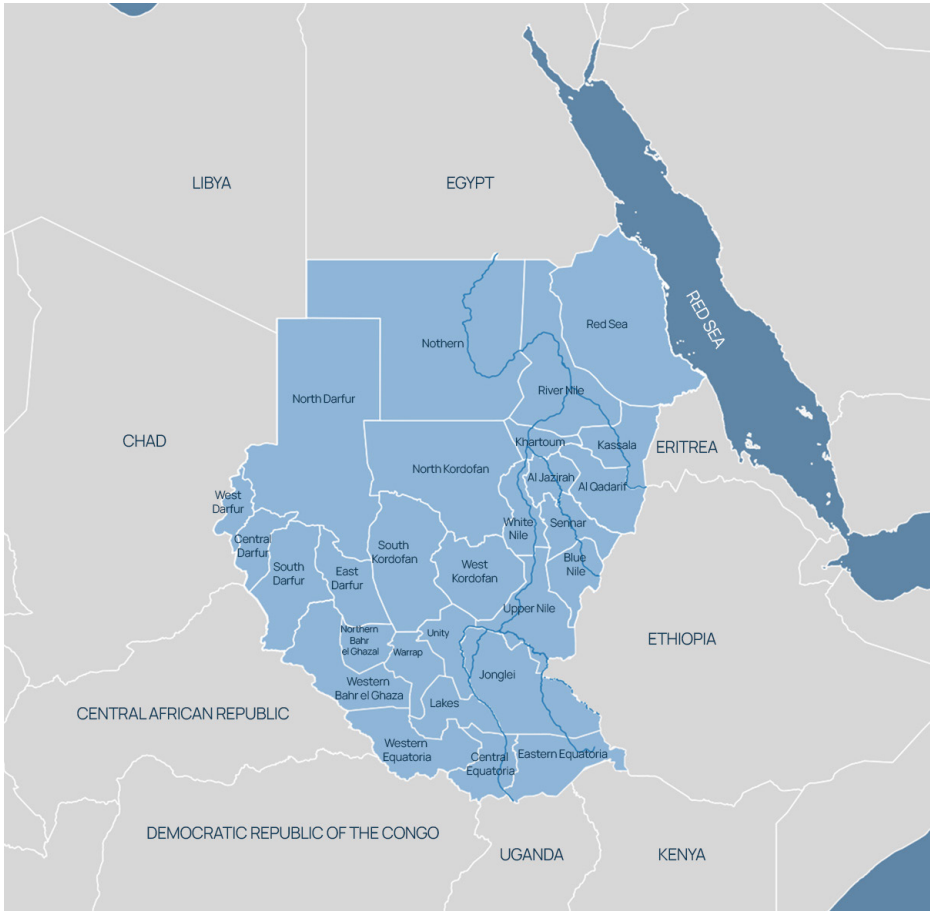 LIBYA
EGYPT
RED SEA
Red Sea
Nothern
River Nile
North Darfur
CHAD
Khartoum
Kassala
ERITREA
North Kordofan
Al Jazirah
Al Qadarif
West
Darfur
White
Nile
Sennar
Central
Darfur
South
Kordofan
South
Darfur
East
Darfur
West
Kordofan
Blue
Nile
Upper Nile
ETHIOPIA
Northern
Bahr
el Ghazal
Unity
Warrap
Jonglei
Western
Bahr el Ghaza
Lakes
CENTRAL AFRICAN REPUBLIC
Western
Equatoria
Central
Equatoria
Eastern Equatoria
DEMOCRATIC REPUBLIC OF THE CONGO
UGANDA
KENYA